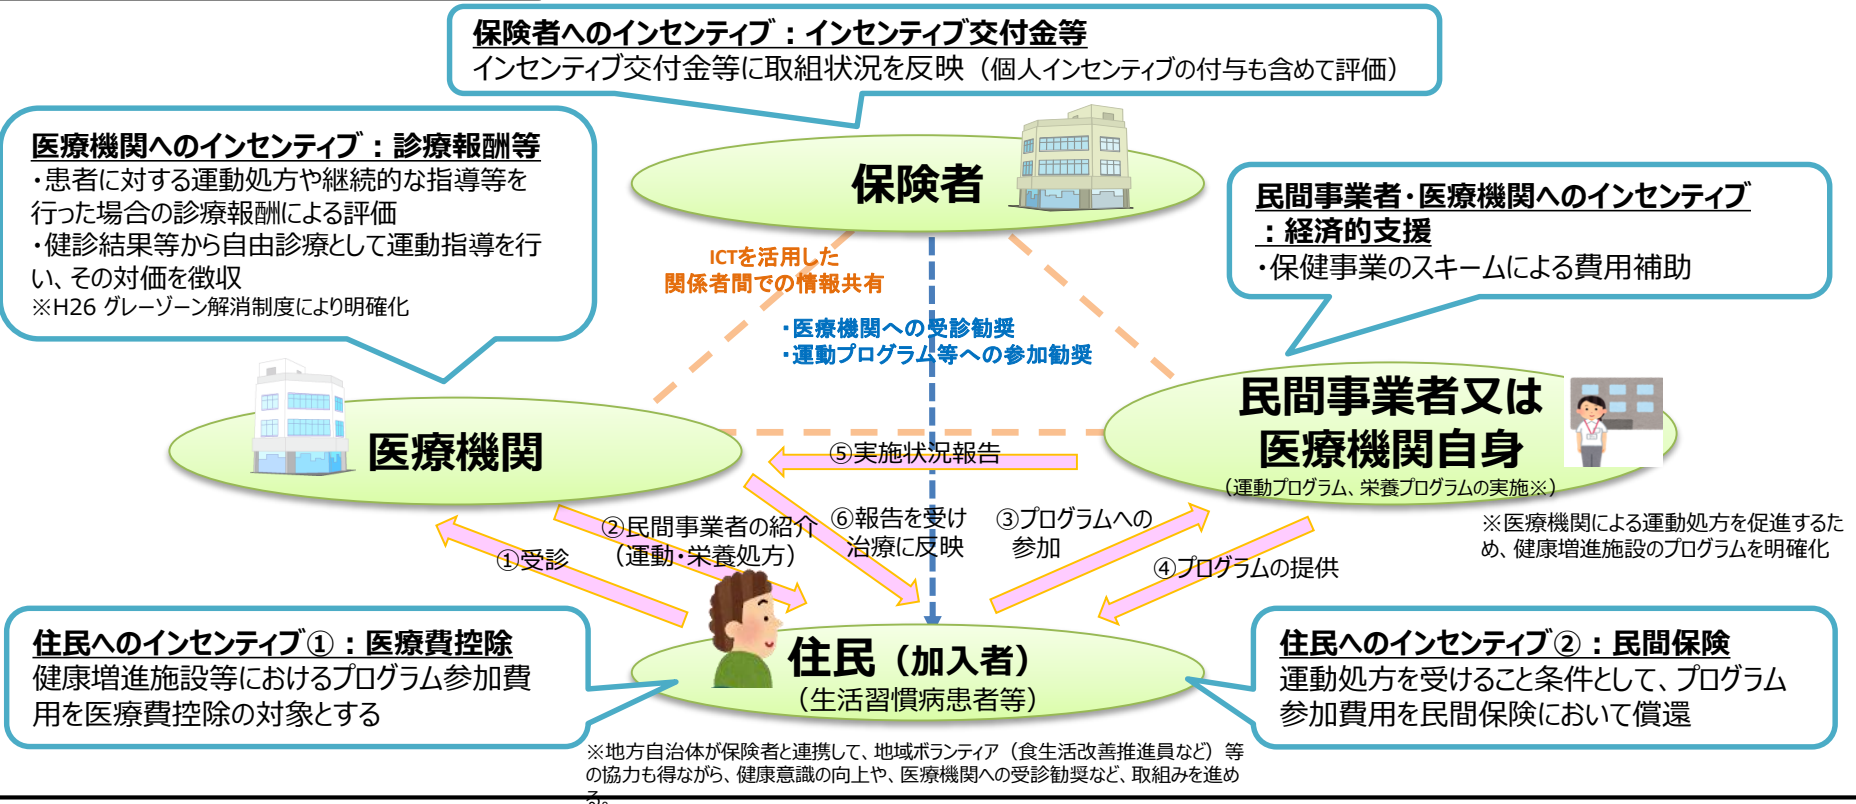 保険者へのインセンティブ：インセンティブ交付金等
インセンティブ交付金等に取組状況を反映（個人インセンティブの付与も含めて評価）
医療機関へのインセンティブ：診療報酬等
・患者に対する運動処方や継続的な指導等を
行った場合の診療報酬による評価
・健診結果等から自由診療として運動指導を行
い、その対価を徴収
※H26 グレーゾーン解消制度により明確化
保険者
民間事業者・医療機関へのインセンティブ
：経済的支援
・保健事業のスキームによる費用補助
ICTを活用した
関係者間での情報共有
・医療機関への受診勧奨
・運動プログラム等への参加勧奨
医療機関
民間事業者又は
医療機関自身
（運動プログラム、栄養プログラムの実施※）
⑤実施状況報告
①受診
②民間事業者の紹介
（運動・栄養処方）
⑥報告を受け
治療に反映
③プログラムへの
参加
④プログラムの提供
※医療機関による運動処方を促進するた
め、健康増進施設のプログラムを明確化
住民へのインセンティブ①：医療費控除
健康増進施設等におけるプログラム参加費
用を医療費控除の対象とする
住民（加入者）
（生活習慣病患者等）
住民へのインセンティブ②：民間保険
運動処方を受けること条件として、プログラム
参加費用を民間保険において償還
※地方自治体が保険者と連携して、地域ボランティア（食生活改善推進員など）等
の協力も得ながら、健康意識の向上や、医療機関への受診勧奨など、取組みを進め
る。